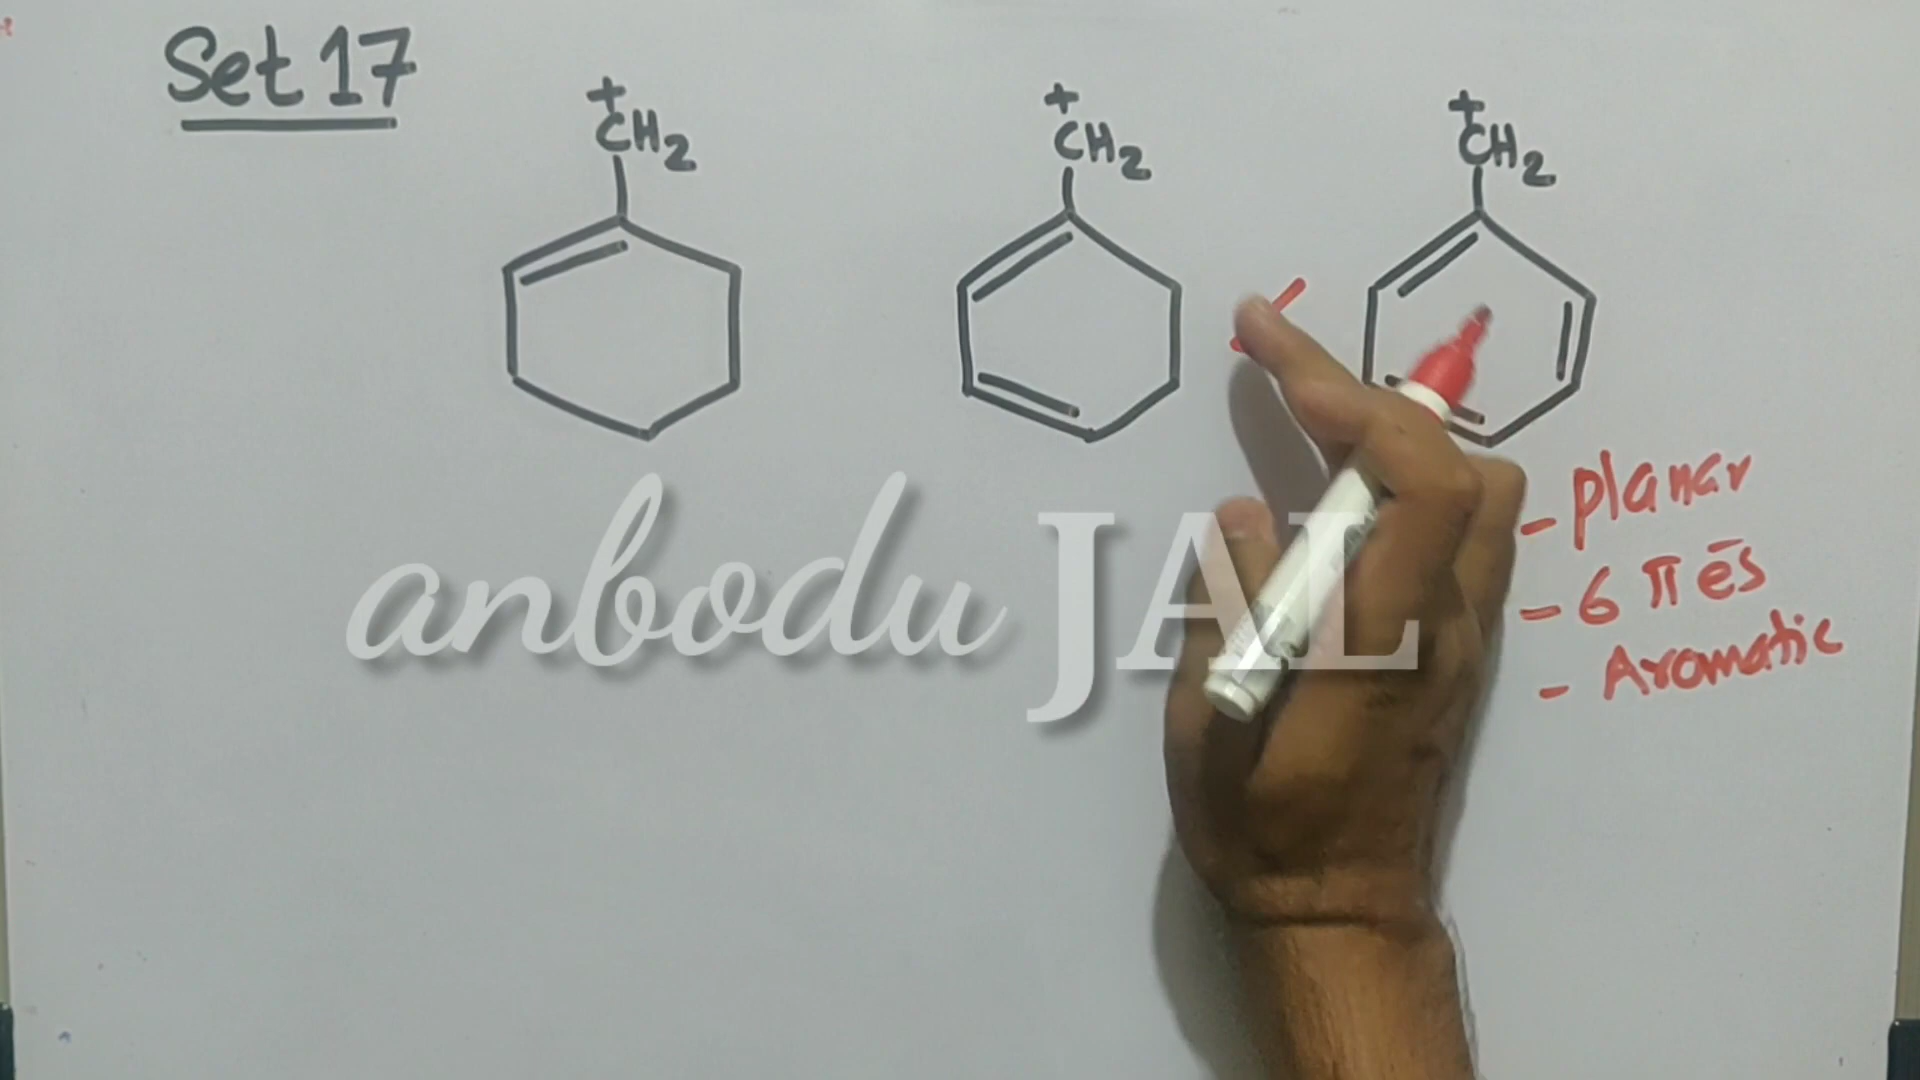 Set 17
+
CH2
+
CH2
+
CH2
- planar
- 6 π ēs
- Aromatic
anbodu JAL